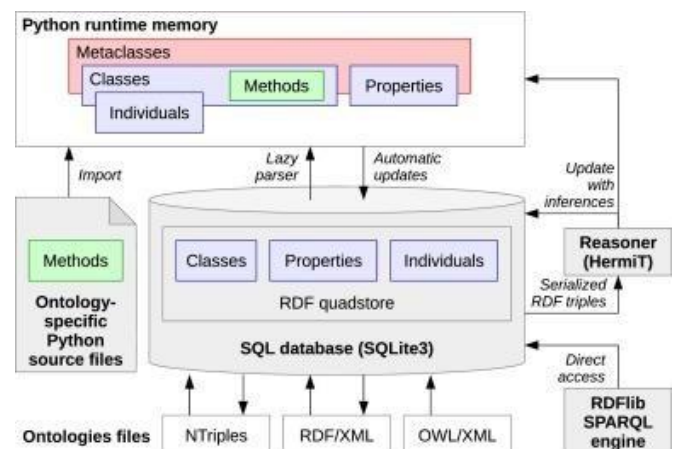 Python runtime memory
Metaclasses
Classes
Methods
Properties
Individuals
Import
Lazy
parser
Automatic
updates
Update
with
inferences
Methods
Ontology-
specific
Python
source files
Classes
Properties
Individuals
RDF quadstore
SQL database (SQLite3)
Reasoner
(HermiT)
Serialized
RDF triples
Direct
access
RDFlib
SPARQL
engine
Ontologies files
NTriples
RDF/XML
OWL/XML